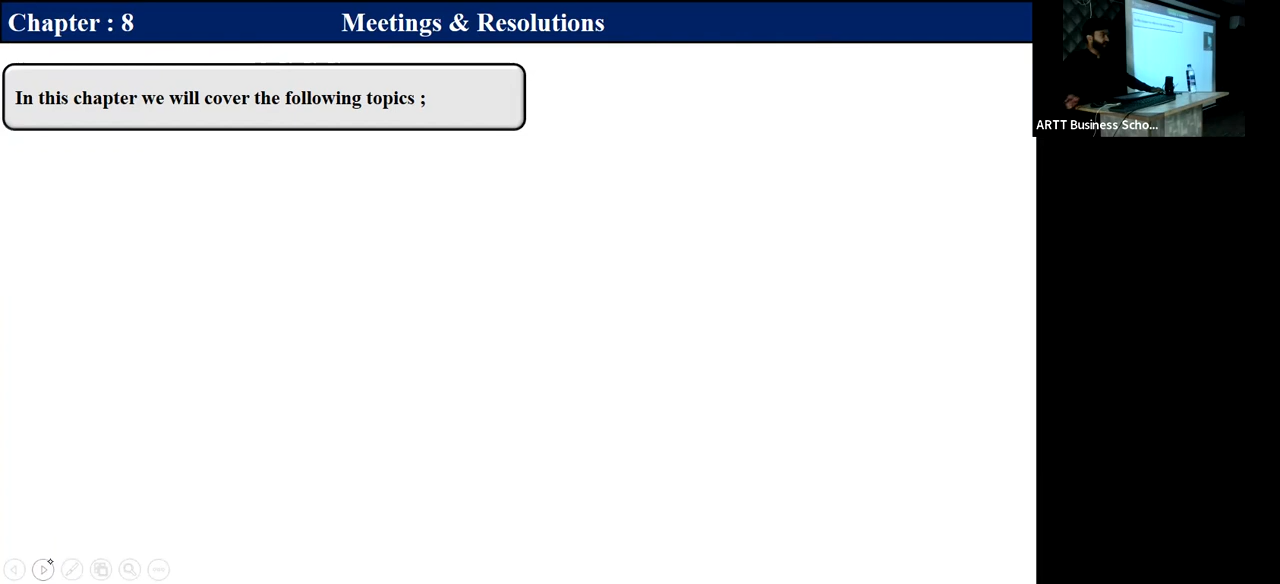 Chapter : 8
Meetings & Resolutions
In this chapter we will cover the following topics ;
ARTT Business Scho...